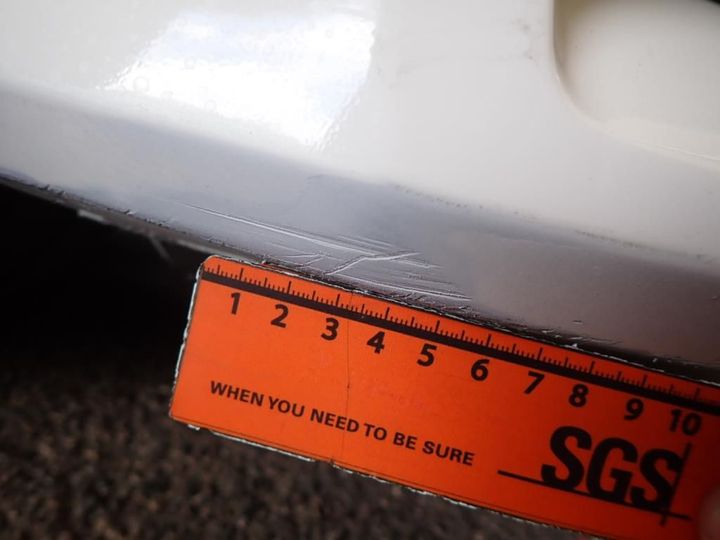 1 2 3 4 5 6 7 8 9 10
WHEN YOU NEED TO BE SURE
SGS